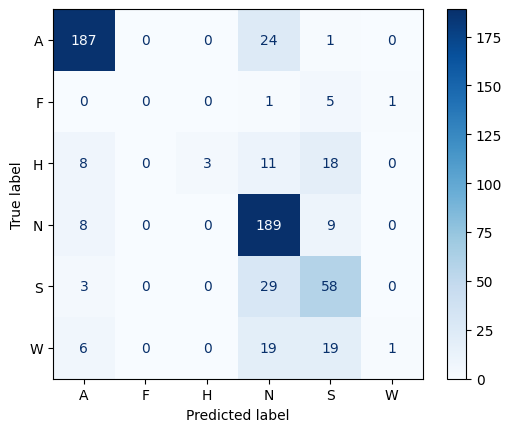 A 187 0 0 24 1 0
F 0 0 0 1 5 1
H 8 0 3 11 18 0
N 8 0 0 189 9 0
S 3 0 0 29 58 0
W 6 0 0 19 19 1
A F H N S W
Predicted label
True label
175
150
125
100
75
50
25
0